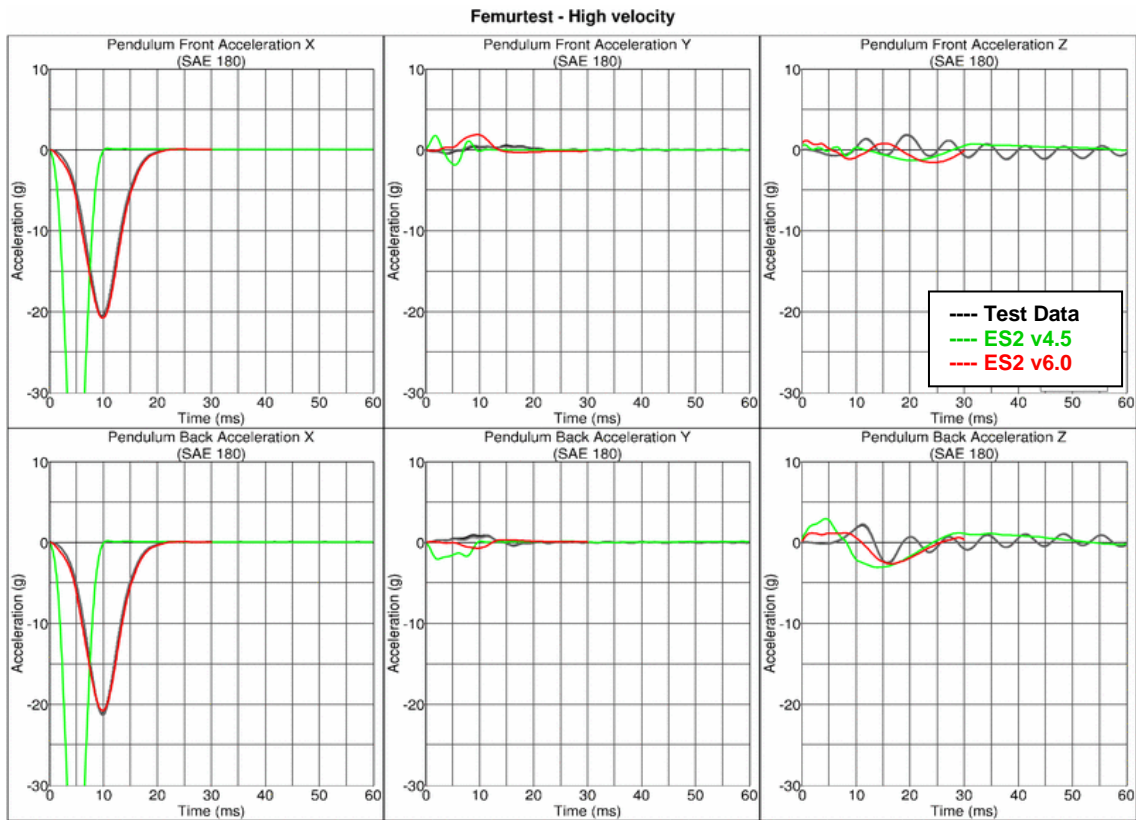 Femurtest - High velocity
Pendulum Front Acceleration X
(SAE 180)
10
0
-10
-20
-30
Acceleration (g)
0 10 20 30 40 50 60
Time (ms)
Pendulum Front Acceleration Y
(SAE 180)
10
0
-10
-20
-30
Acceleration (g)
0 10 20 30 40 50 60
Time (ms)
Pendulum Front Acceleration Z
(SAE 180)
10
0
-10
-20
-30
Acceleration (g)
0 10 20 30 40 50 60
Time (ms)
---- Test Data
---- ES2 v4.5
---- ES2 v6.0
Pendulum Back Acceleration X
(SAE 180)
10
0
-10
-20
-30
Acceleration (g)
0 10 20 30 40 50 60
Time (ms)
Pendulum Back Acceleration Y
(SAE 180)
10
0
-10
-20
-30
Acceleration (g)
0 10 20 30 40 50 60
Time (ms)
Pendulum Back Acceleration Z
(SAE 180)
10
0
-10
-20
-30
Acceleration (g)
0 10 20 30 40 50 60
Time (ms)